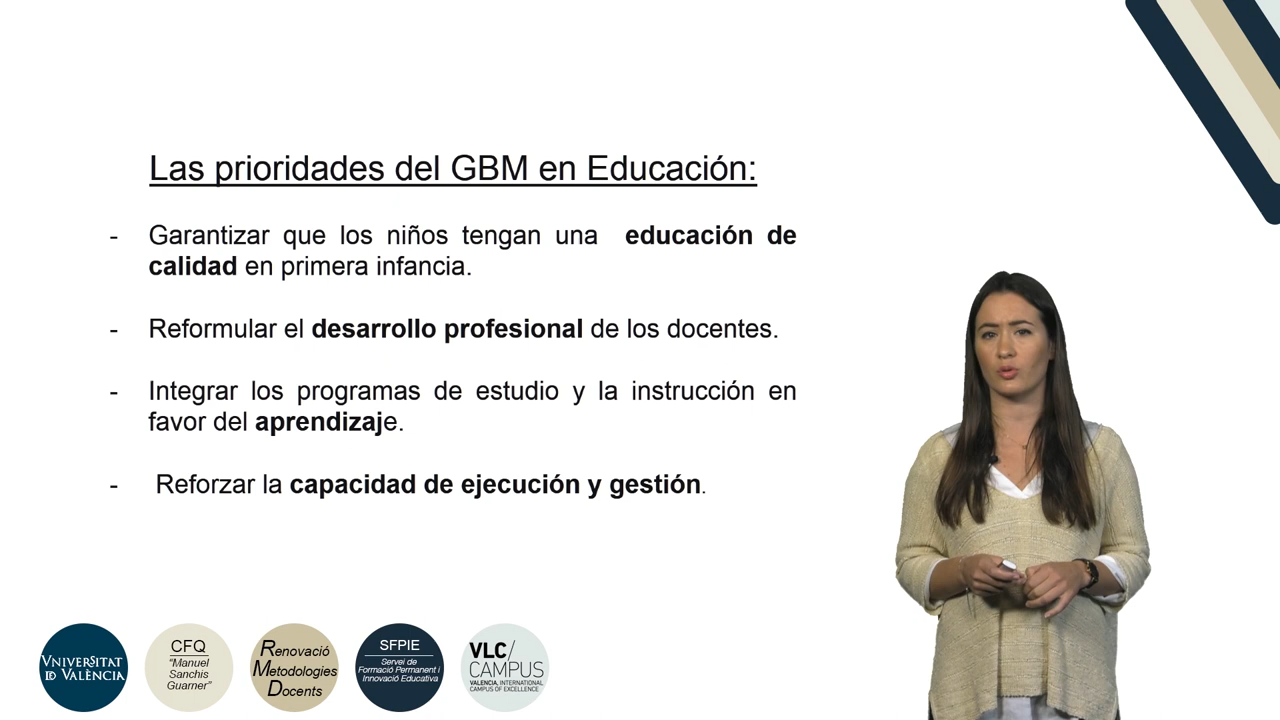 Las prioridades del GBM en Educación:
- Garantizar que los niños tengan una educación de
calidad en primera infancia.
- Reformular el desarrollo profesional de los docentes.
- Integrar los programas de estudio y la instrucción en
favor del aprendizaje.
- Reforzar la capacidad de ejecución y gestión.
VNIVERSITAT
ID VALÈNCIA
CFQ
"Manuel
Sanchis
Guarner"
Renovació
Metodologies
Docents
SFPIE
Servei de
Formació Permanent i
Innovació Educativa
VLC/
CAMPUS
VALENCIA, INTERNATIONAL
CAMPUS OF EXCELLENCE